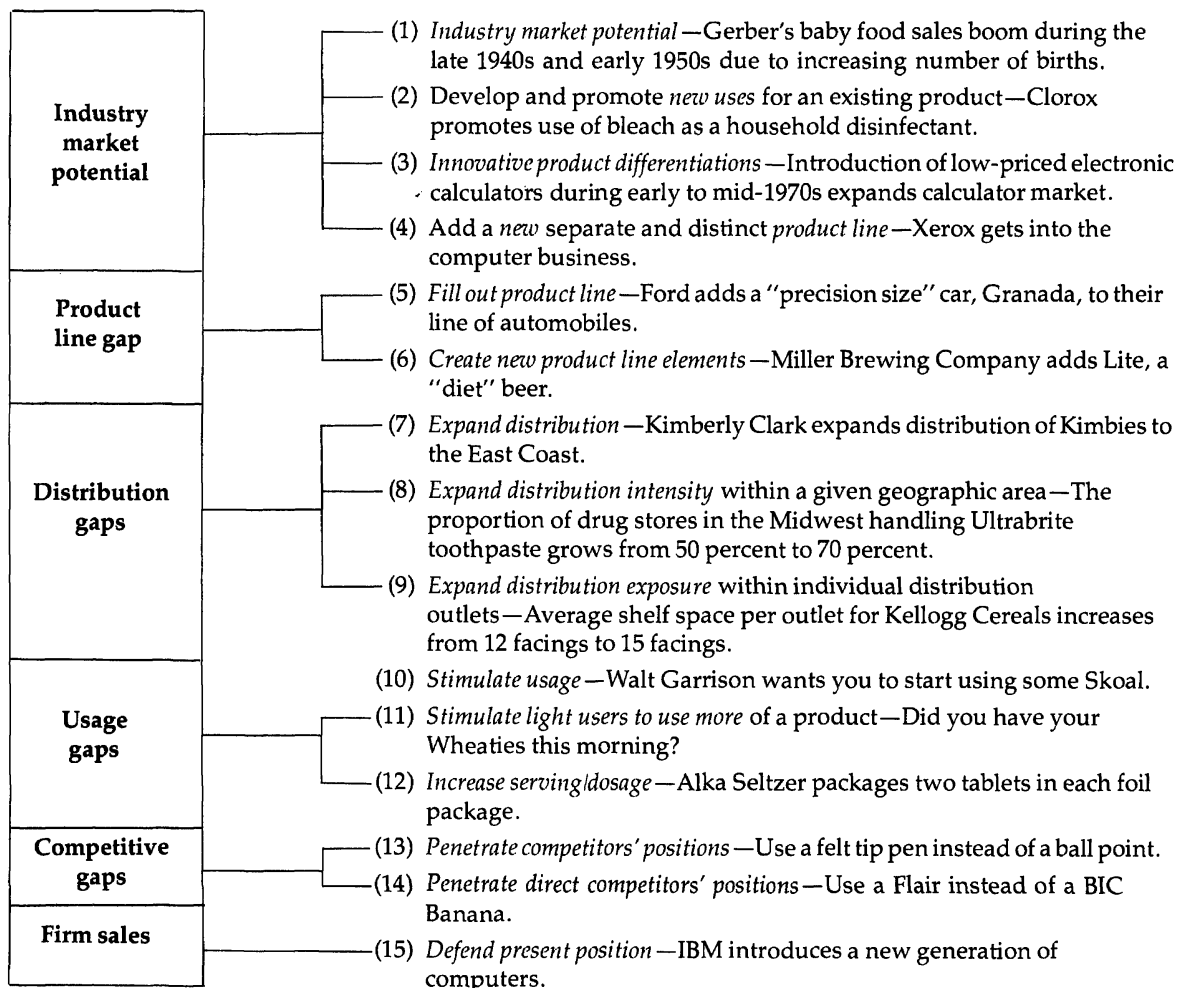 Industry
market
potential
(1) Industry market potential—Gerber's baby food sales boom during the
late 1940s and early 1950s due to increasing number of births.
(2) Develop and promote new uses for an existing product—Clorox
promotes use of bleach as a household disinfectant.
(3) Innovative product differentiations—Introduction of low-priced electronic
calculators during early to mid-1970s expands calculator market.
(4) Add a new separate and distinct product line—Xerox gets into the
computer business.
Product
line gap
(5) Fill out product line—Ford adds a "precision size" car, Granada, to their
line of automobiles.
(6) Create new product line elements—Miller Brewing Company adds Lite, a
"diet" beer.
Distribution
gaps
(7) Expand distribution—Kimberly Clark expands distribution of Kimbies to
the East Coast.
(8) Expand distribution intensity within a given geographic area—The
proportion of drug stores in the Midwest handling Ultrabrite
toothpaste grows from 50 percent to 70 percent.
(9) Expand distribution exposure within individual distribution
outlets—Average shelf space per outlet for Kellogg Cereals increases
from 12 facings to 15 facings.
Usage
gaps
(10) Stimulate usage—Walt Garrison wants you to start using some Skoal.
(11) Stimulate light users to use more of a product—Did you have your
Wheaties this morning?
(12) Increase serving/dosage—Alka Seltzer packages two tablets in each foil
package.
Competitive
gaps
(13) Penetrate competitors' positions—Use a felt tip pen instead of a ball point.
(14) Penetrate direct competitors' positions—Use a Flair instead of a BIC
Banana.
Firm sales
(15) Defend present position—IBM introduces a new generation of
computers.